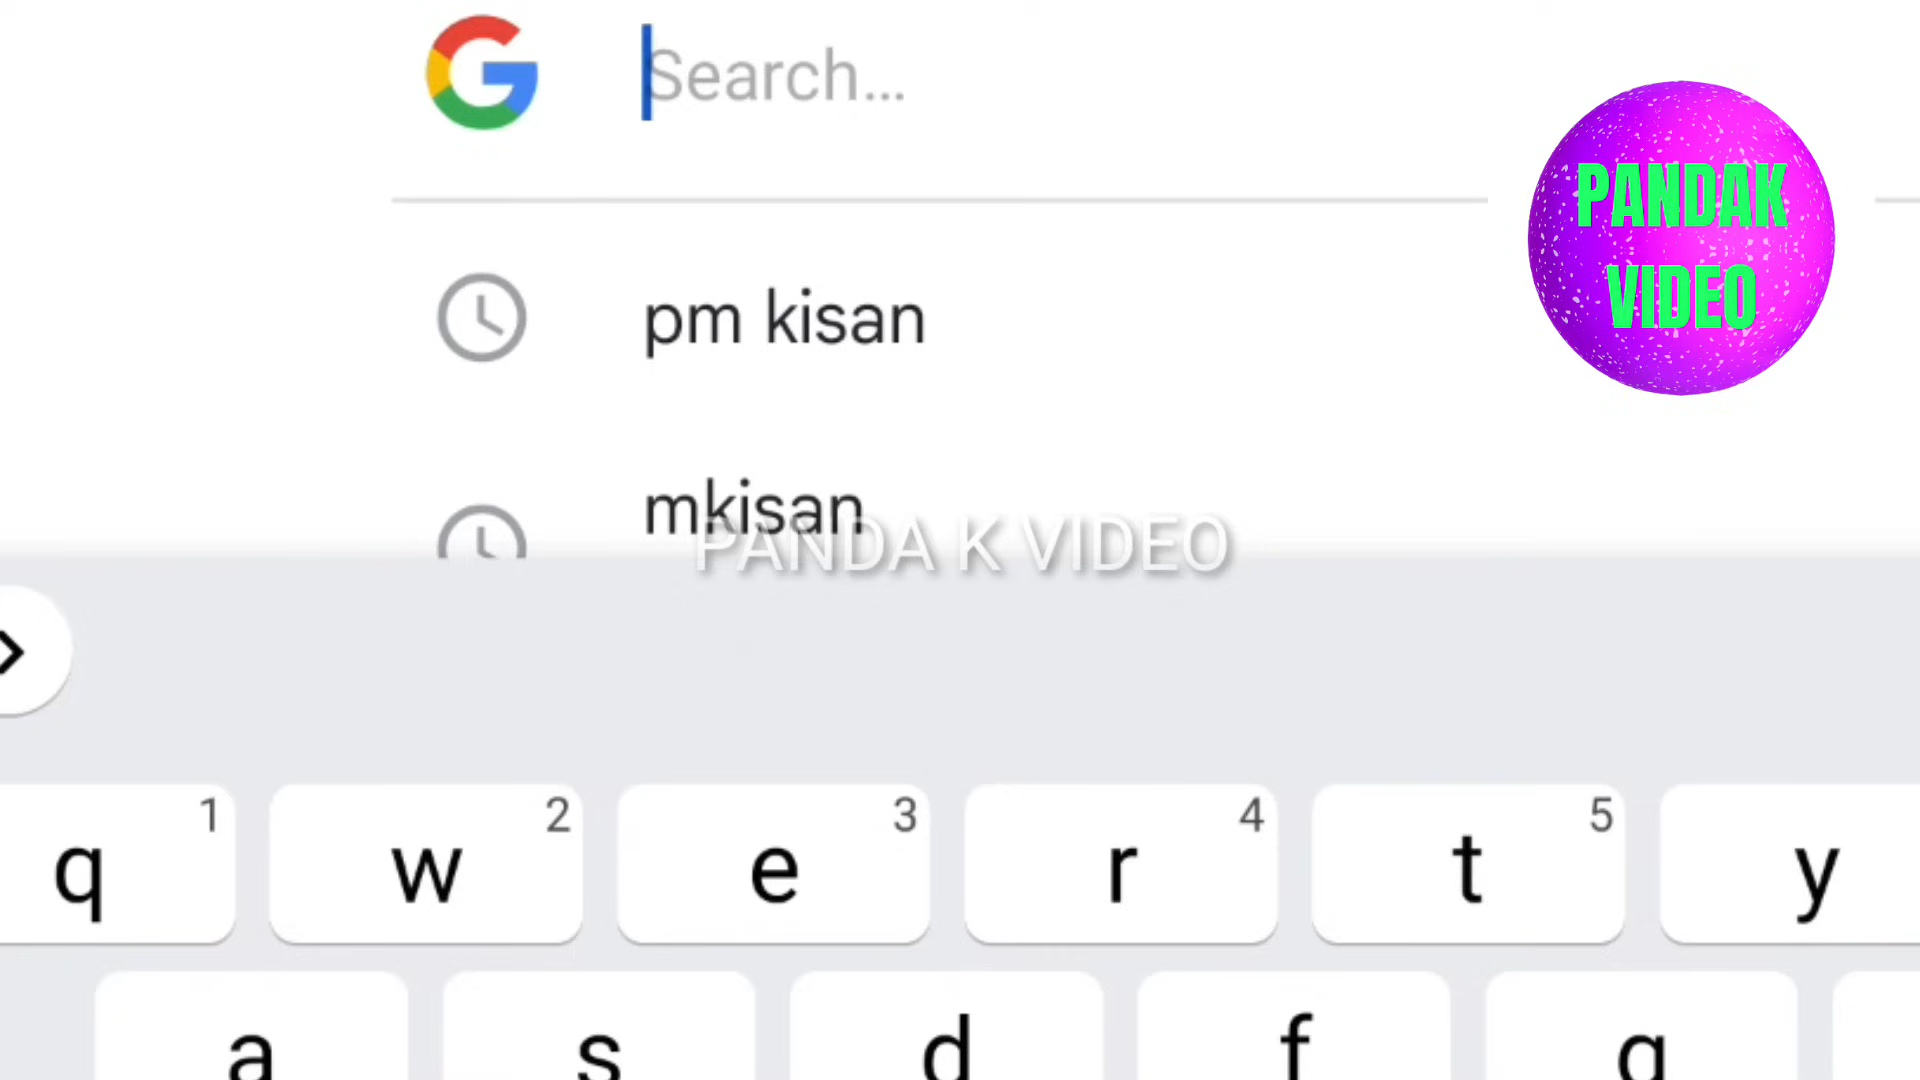 Search...
PANDAK
VIDEO
pm kisan
mkisan
PANDA K VIDEO
1 2 3 4 5
q w e r t y
a s d f g